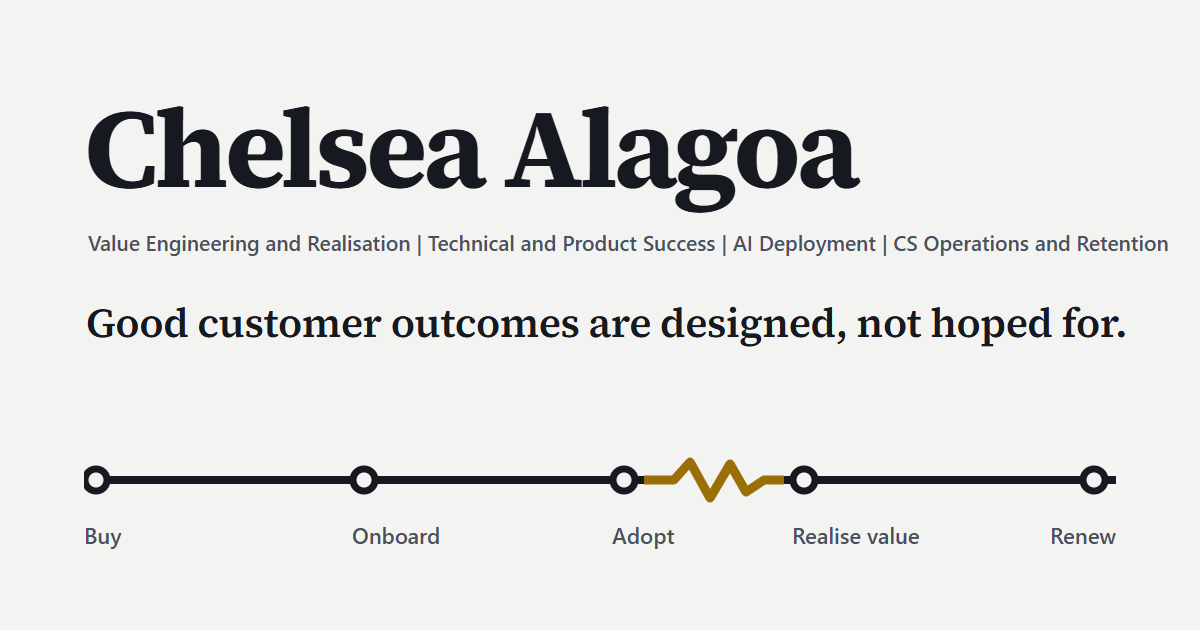 Chelsea Alagoa
Value Engineering and Realisation | Technical and Product Success | AI Deployment | CS Operations and Retention
Good customer outcomes are designed, not hoped for.
Buy
Onboard
Adopt
Realise value
Renew